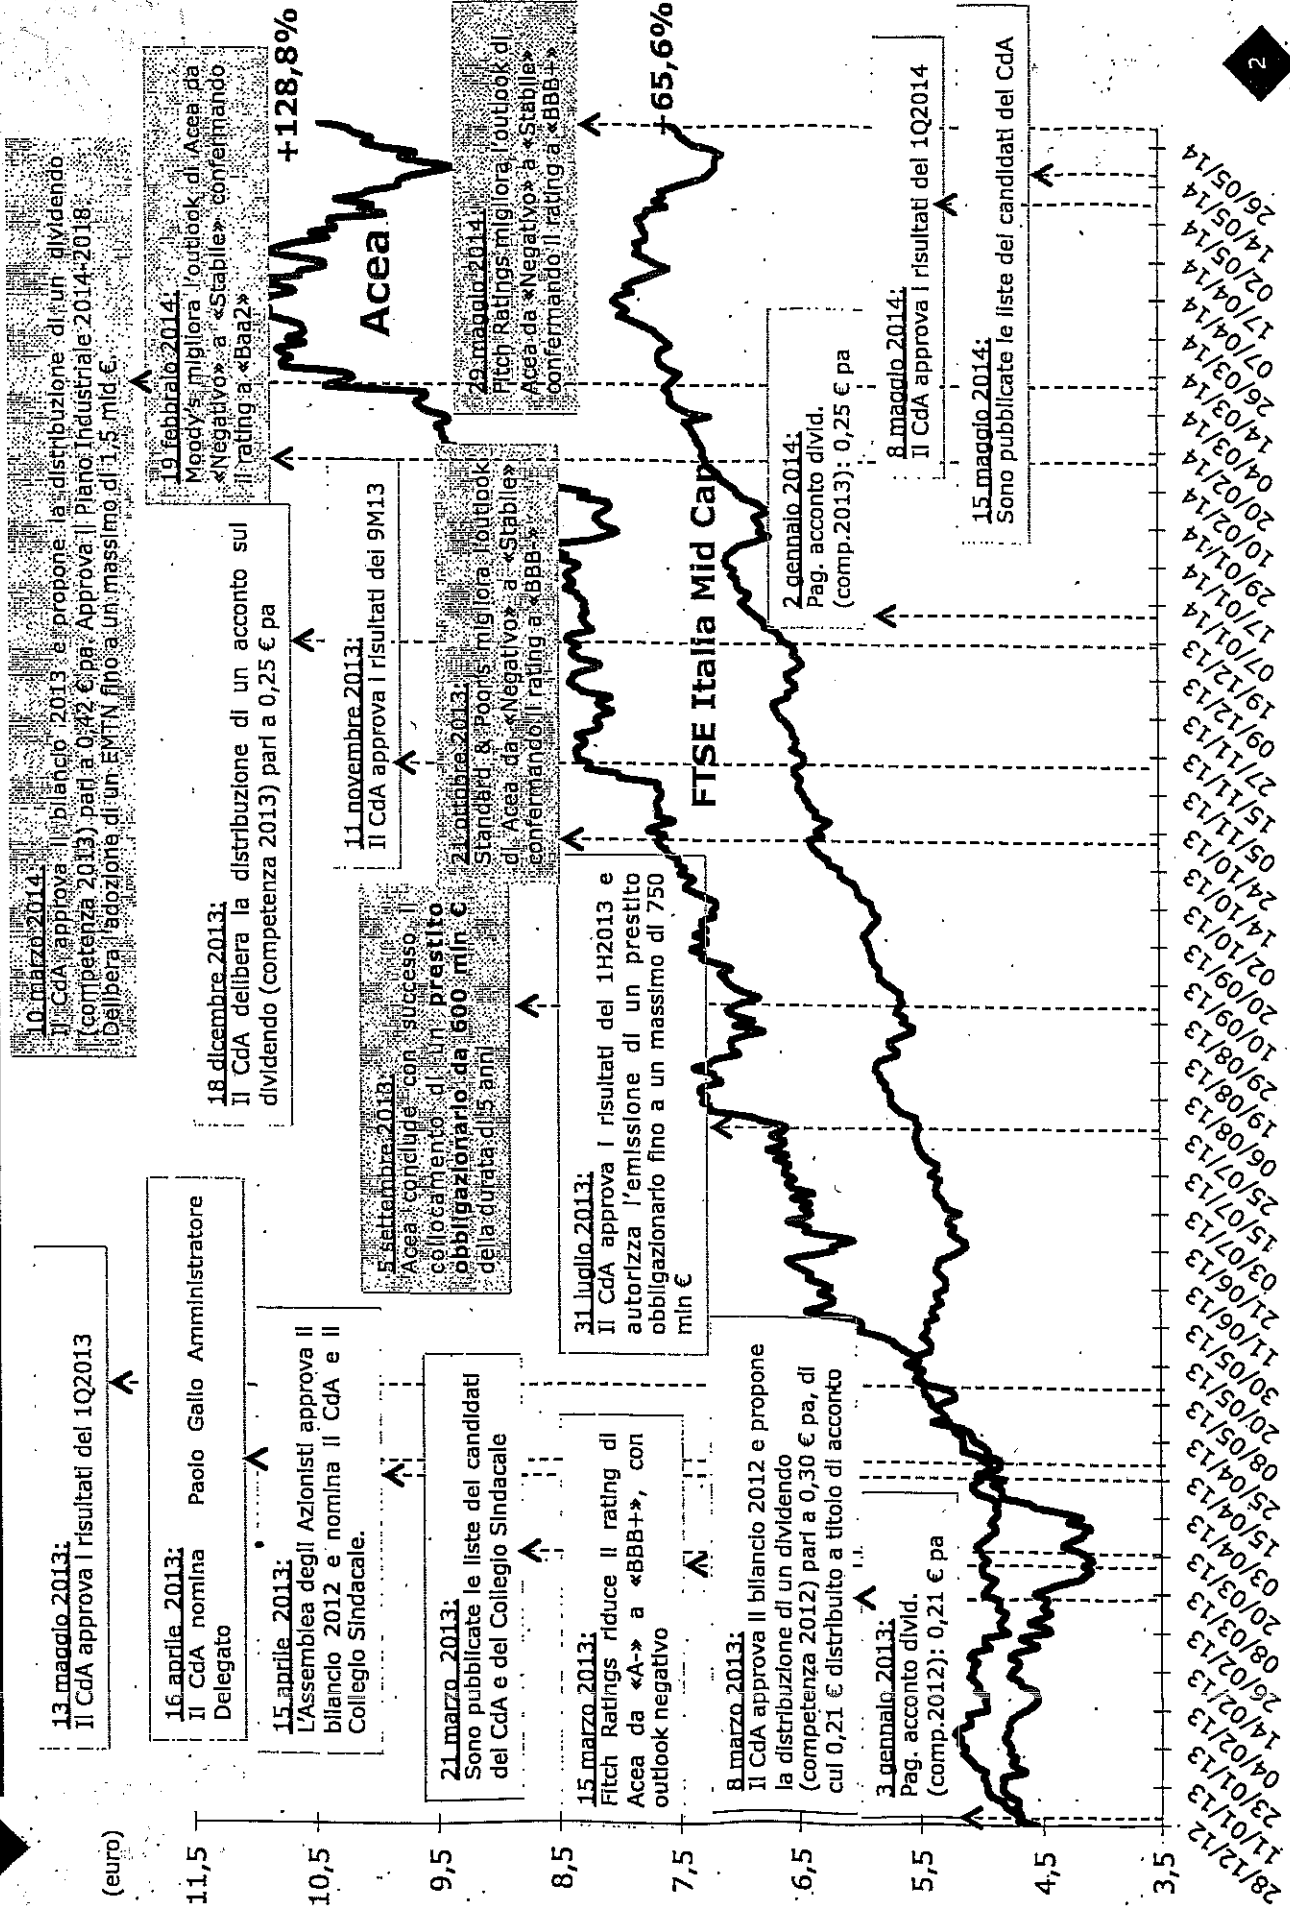 (euro)
11,5
10,5
9,5
8,5
7,5
6,5
5,5
4,5
3,5
13 maggio 2013:
Il CdA approva i risultati del 1Q2013
16 aprile 2013:
Il CdA nomina Paolo Gallo Amministratore
Delegato
15 aprile 2013:
L'Assemblea degli Azionisti approva il
bilancio 2012 e nomina il CdA e il
Collegio Sindacale.
21 marzo 2013:
Sono pubblicate le liste dei candidati
del CdA e del Collegio Sindacale
15 marzo 2013:
Fitch Ratings riduce il rating di
Acea da «A-» a «BBB+», con
outlook negativo
8 marzo 2013:
Il CdA approva il bilancio 2012 e propone
la distribuzione di un dividendo
(competenza 2012) pari a 0,30 € pa, di
cui 0,21 € distribuito a titolo di acconto
3 gennaio 2013:
Pag. acconto divid.
(comp.2012): 0,21 € pa
10 marzo 2014:
Il CdA approva il bilancio 2013 e propone la distribuzione di un dividendo
(competenza 2013) pari a 0,42 € pa. Approva il Piano Industriale 2014-2018.
Delibera l'adozione di un EMTN fino a un massimo di 1,5 mld €
18 dicembre 2013:
Il CdA delibera la distribuzione di un acconto sul
dividendo (competenza 2013) pari a 0,25 € pa
5 settembre 2013:
Acea conclude con successo il
collocamento di un prestito
obbligazionario da 600 mln €
della durata di 5 anni
31 luglio 2013:
Il CdA approva i risultati del 1H2013 e
autorizza l'emissione di un prestito
obbligazionario fino a un massimo di 750
mln €
11 novembre 2013:
Il CdA approva i risultati dei 9M13
21 ottobre 2013:
Standard & Poor's migliora l'outlook
di Acea da «Negativo» a «Stabile»
confermando il rating a «BBB-»
19 febbraio 2014:
Moody's migliora l'outlook di Acea da
«Negativo» a «Stabile» confermando
il rating a «Baa2»
+128,8%
Acea
29 maggio 2014:
Fitch Ratings migliora l'outlook di
Acea da «Negativo» a «Stabile»
confermando il rating a «BBB+»
+65,6%
FTSE Italia Mid Cap
2 gennaio 2014:
Pag. acconto divid.
(comp.2013): 0,25 € pa
8 maggio 2014:
Il CdA approva i risultati del 1Q2014
15 maggio 2014:
Sono pubblicate le liste dei candidati del CdA
28/12/12
11/01/13
23/01/13
04/02/13
14/02/13
26/02/13
08/03/13
20/03/13
03/04/13
15/04/13
25/04/13
08/05/13
20/05/13
30/05/13
11/06/13
21/06/13
03/07/13
15/07/13
25/07/13
06/08/13
19/08/13
29/08/13
10/09/13
20/09/13
02/10/13
14/10/13
24/10/13
05/11/13
15/11/13
27/11/13
09/12/13
19/12/13
07/01/14
17/01/14
29/01/14
10/02/14
20/02/14
04/03/14
14/03/14
26/03/14
07/04/14
17/04/14
02/05/14
14/05/14
26/05/14
2